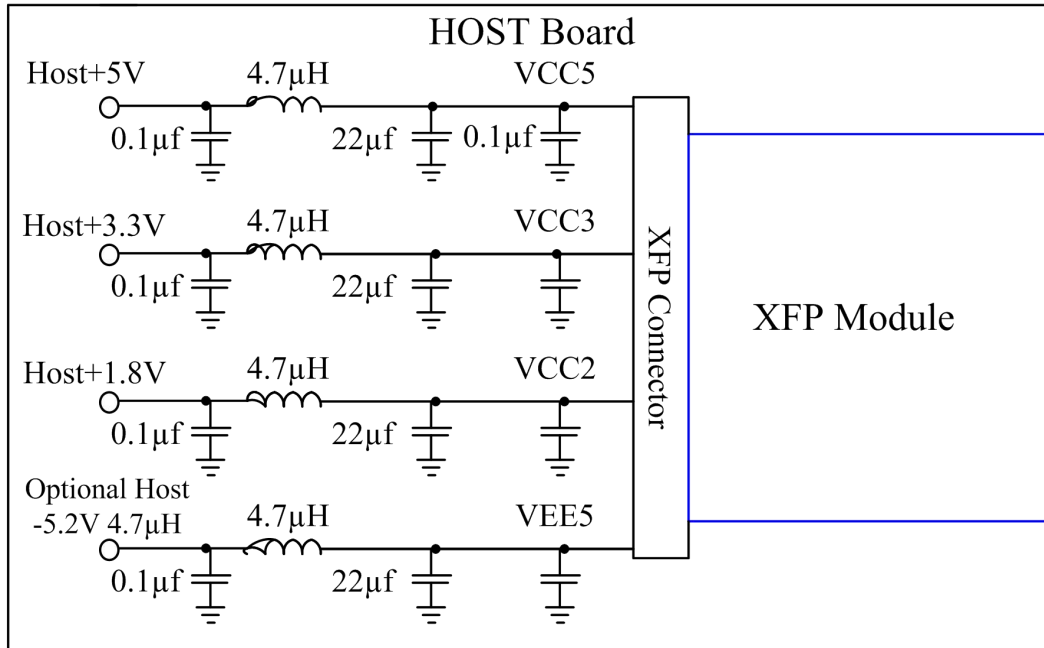 HOST Board
Host+5V 4.7µH VCC5
0.1µf 22µf 0.1µf
Host+3.3V 4.7µH VCC3
0.1µf 22µf
Host+1.8V 4.7µH VCC2
0.1µf 22µf
Optional Host
-5.2V 4.7µH 4.7µH VEE5
0.1µf 22µf
XFP Connector
XFP Module